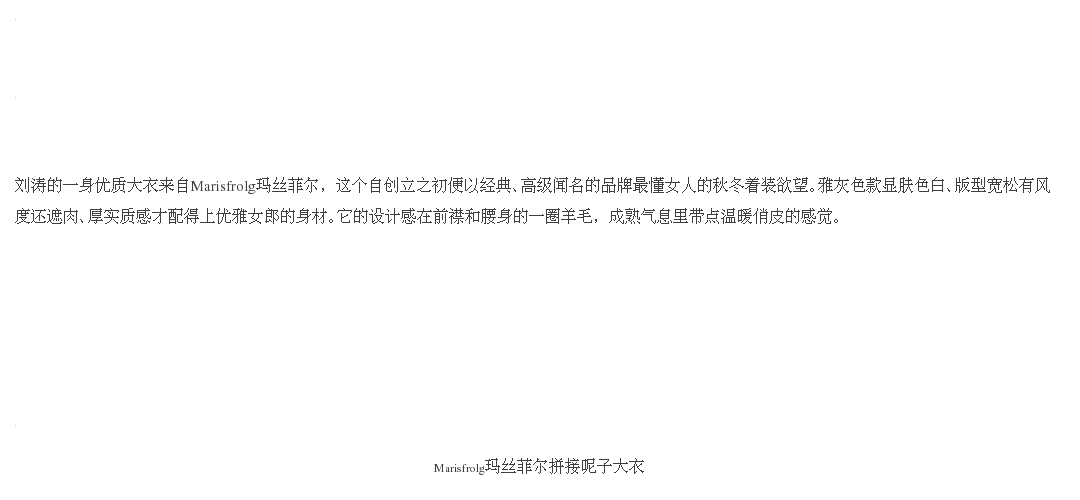 刘涛的一身优质大衣来自Marisfrolg玛丝菲尔，这个自创立之初便以经典、高级闻名的品牌最懂女人的秋冬着装欲望。雅灰色款显肤色白、版型宽松有风
度还遮肉、厚实质感才配得上优雅女郎的身材。它的设计感在前襟和腰身的一圈羊毛，成熟气息里带点温暖俏皮的感觉。
Marisfrolg玛丝菲尔拼接呢子大衣